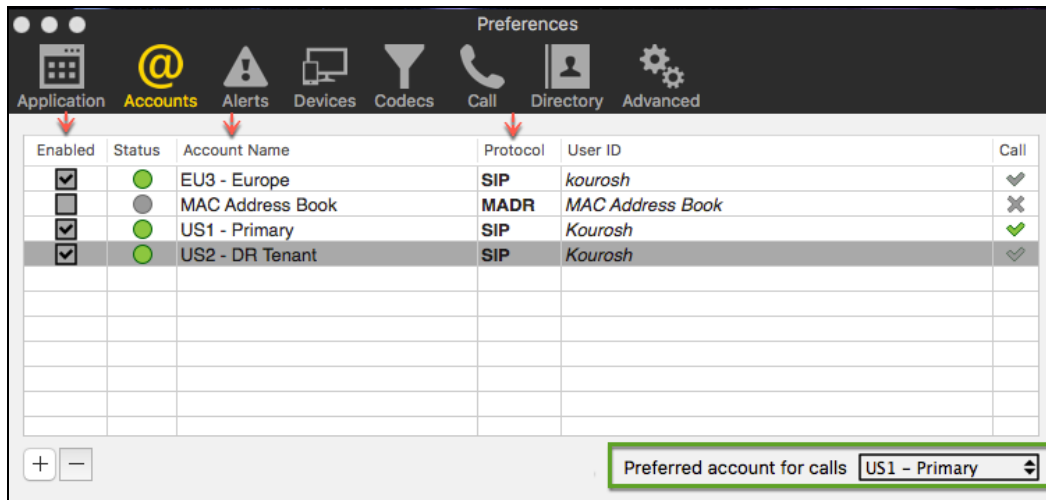 Preferences
Application Accounts Alerts Devices Codecs Call Directory Advanced
Enabled Status Account Name Protocol User ID Call
EU3 - Europe SIP kourosh
MAC Address Book MADR MAC Address Book
US1 - Primary SIP Kourosh
US2 - DR Tenant SIP Kourosh
+ −
Preferred account for calls US1 - Primary